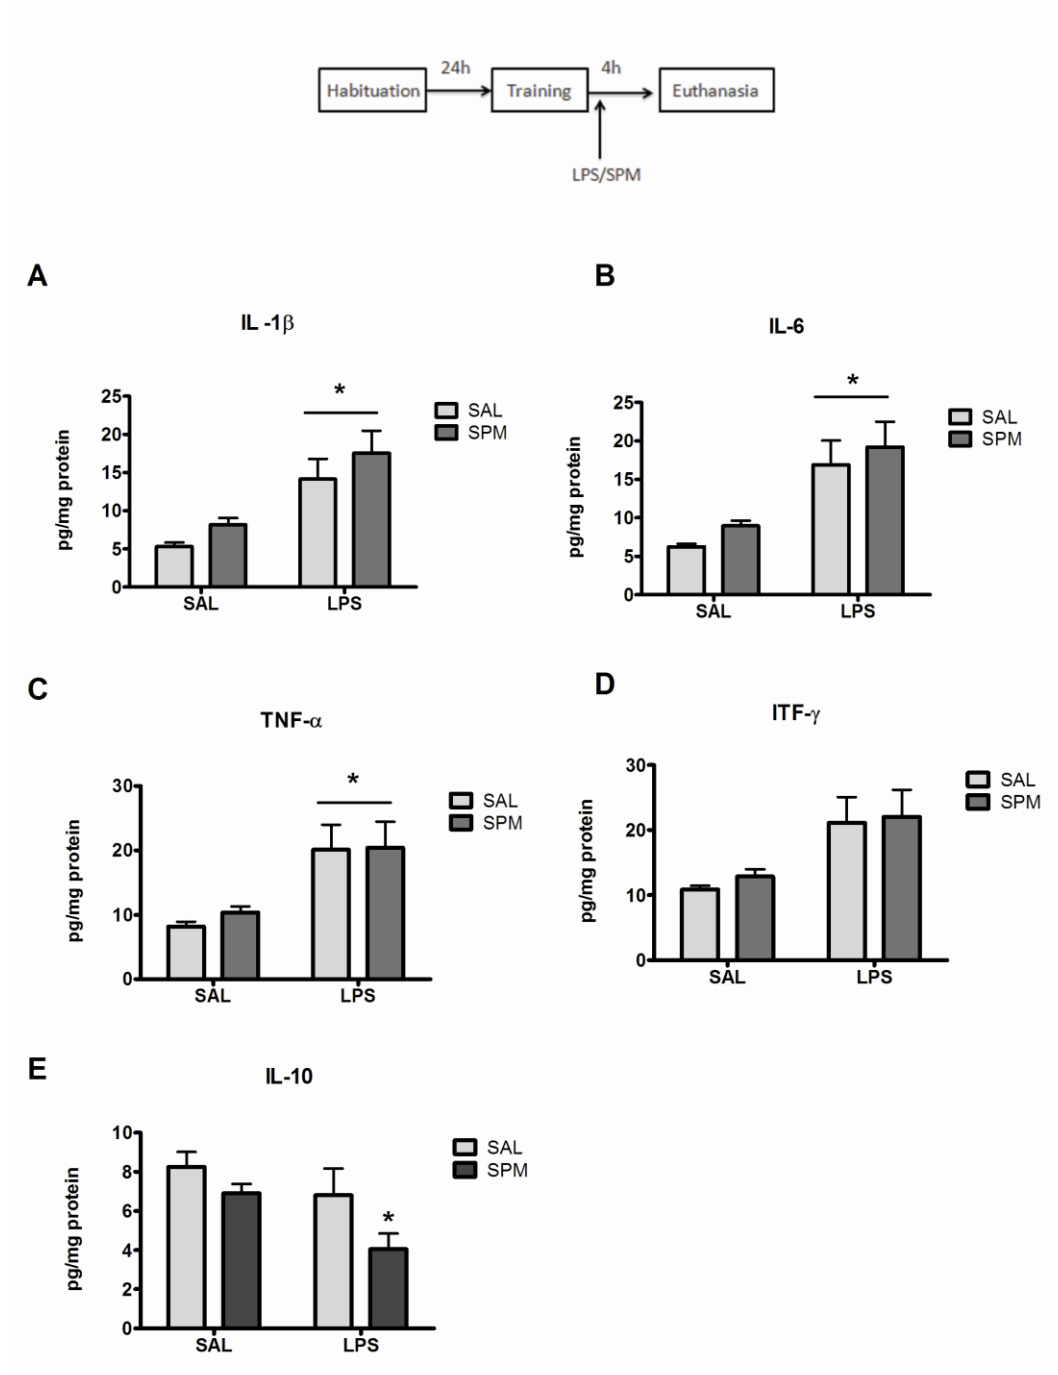 24h 4h
Habituation Training Euthanasia
LPS/SPM
A
IL -1β
pg/mg protein
25
20
15
10
5
0
*
SAL
SPM
SAL LPS
B
IL-6
pg/mg protein
25
20
15
10
5
0
*
SAL
SPM
SAL LPS
C
TNF-α
pg/mg protein
30
20
10
0
*
SAL
SPM
SAL LPS
D
ITF-γ
pg/mg protein
30
20
10
0
SAL
SPM
SAL LPS
E
IL-10
pg/mg protein
10
8
6
4
2
0
*
SAL
SPM
SAL LPS